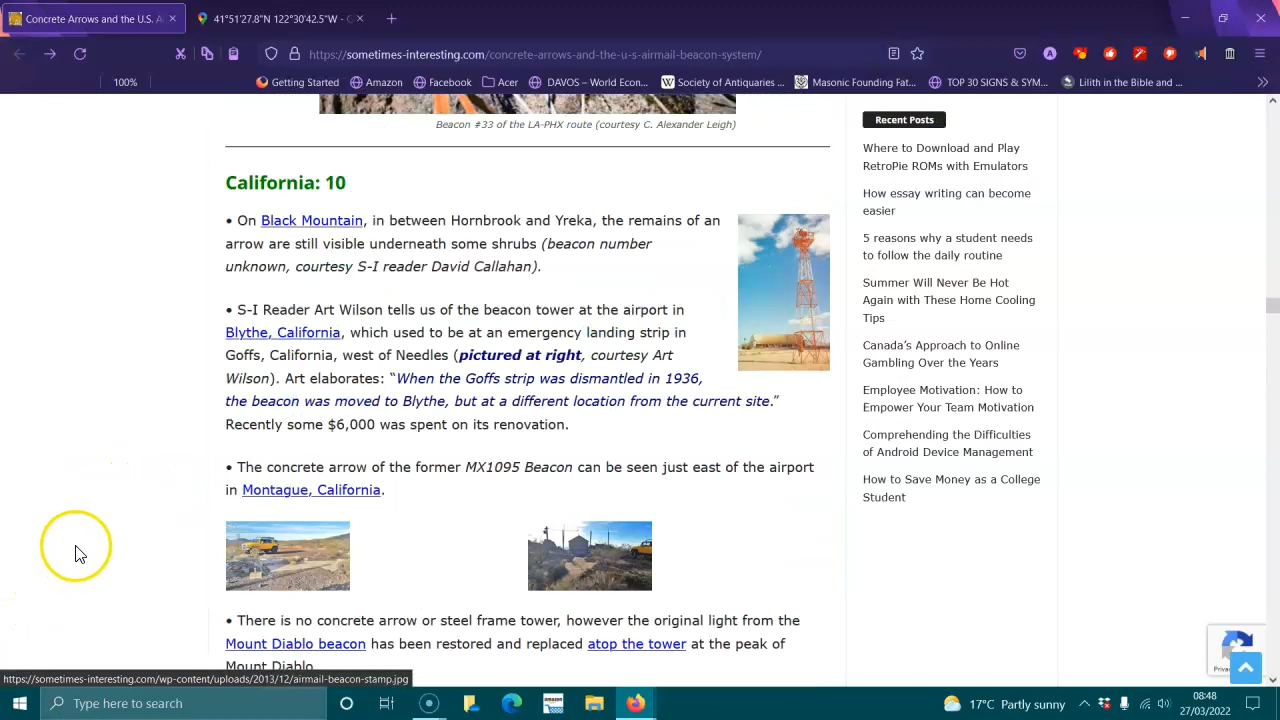 Concrete Arrows and the U.S. A
41°51'27.8"N 122°30'42.5"W - G
https://sometimes-interesting.com/concrete-arrows-and-the-u-s-airmail-beacon-system/
100%
Getting Started
Amazon
Facebook
Acer
DAVOS – World Econ...
Society of Antiquaries ...
Masonic Founding Fat...
TOP 30 SIGNS & SYM...
Lilith in the Bible and ...
Beacon #33 of the LA-PHX route (courtesy C. Alexander Leigh)
California: 10
• On Black Mountain, in between Hornbrook and Yreka, the remains of an
arrow are still visible underneath some shrubs (beacon number
unknown, courtesy S-I reader David Callahan).
• S-I Reader Art Wilson tells us of the beacon tower at the airport in
Blythe, California, which used to be at an emergency landing strip in
Goffs, California, west of Needles (pictured at right, courtesy Art
Wilson). Art elaborates: “When the Goffs strip was dismantled in 1936,
the beacon was moved to Blythe, but at a different location from the current site.”
Recently some $6,000 was spent on its renovation.
• The concrete arrow of the former MX1095 Beacon can be seen just east of the airport
in Montague, California.
• There is no concrete arrow or steel frame tower, however the original light from the
Mount Diablo beacon has been restored and replaced atop the tower at the peak of
Mount Diablo.
Recent Posts
Where to Download and Play
RetroPie ROMs with Emulators
How essay writing can become
easier
5 reasons why a student needs
to follow the daily routine
Summer Will Never Be Hot
Again with These Home Cooling
Tips
Canada’s Approach to Online
Gambling Over the Years
Employee Motivation: How to
Empower Your Team Motivation
Comprehending the Difficulties
of Android Device Management
How to Save Money as a College
Student
https://sometimes-interesting.com/wp-content/uploads/2013/12/airmail-beacon-stamp.jpg
Type here to search
amazon
17°C Partly sunny
08:48
27/03/2022